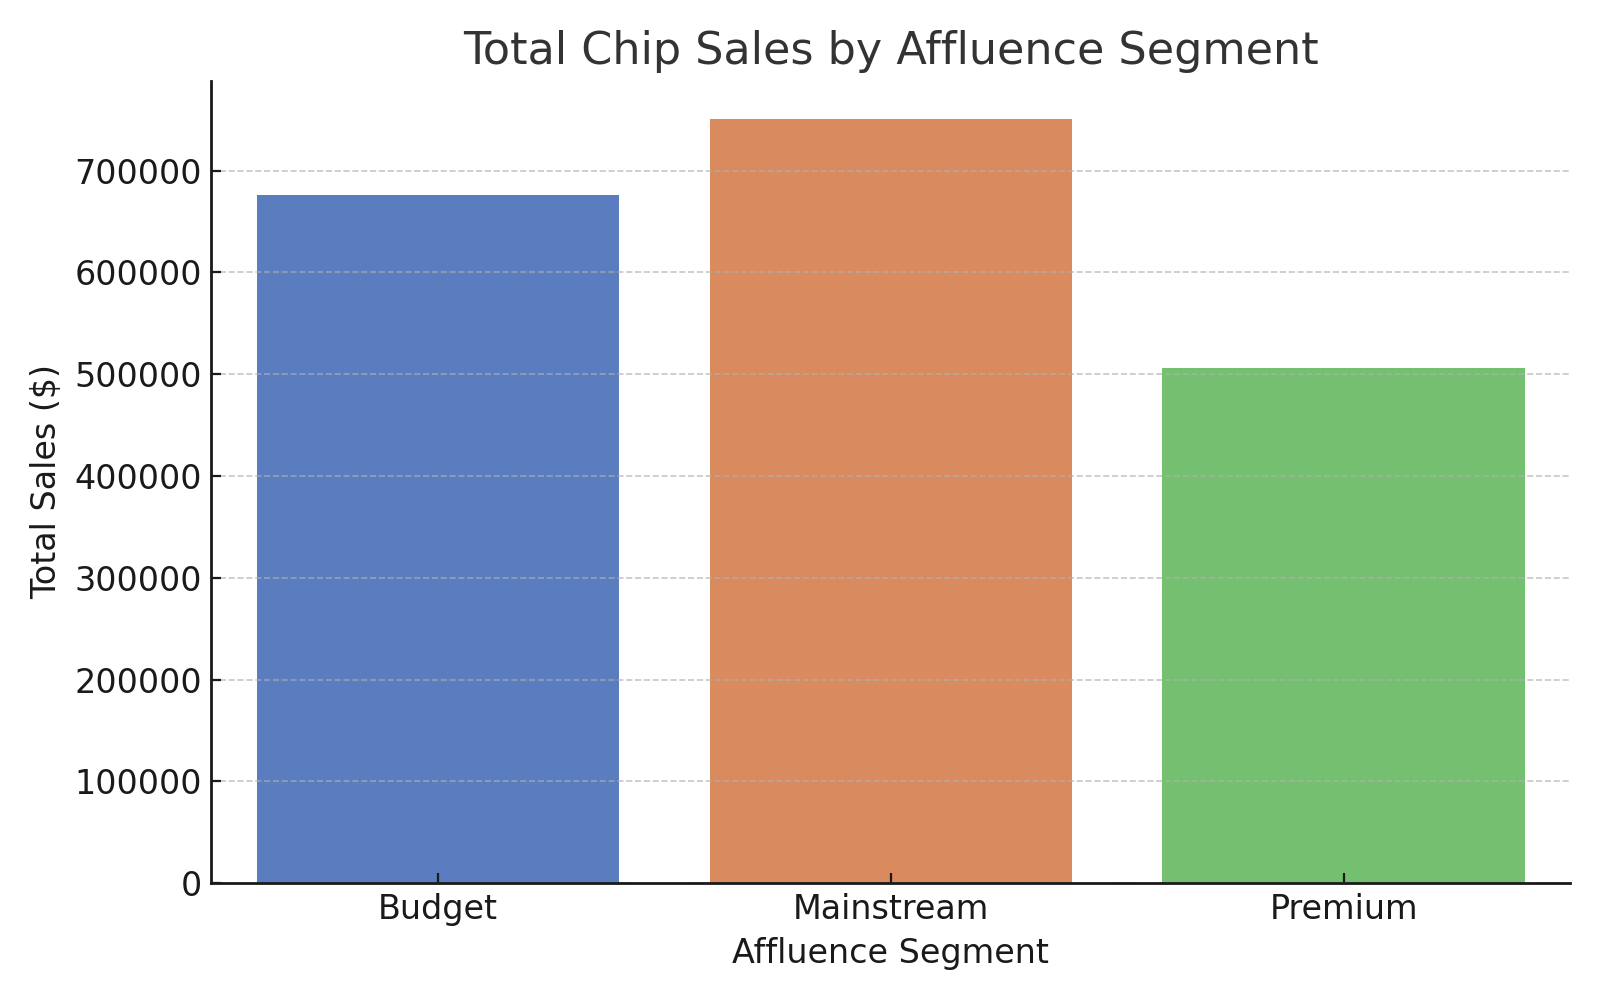 Total Chip Sales by Affluence Segment
Total Sales ($)
700000
600000
500000
400000
300000
200000
100000
0
Budget Mainstream Premium
Affluence Segment